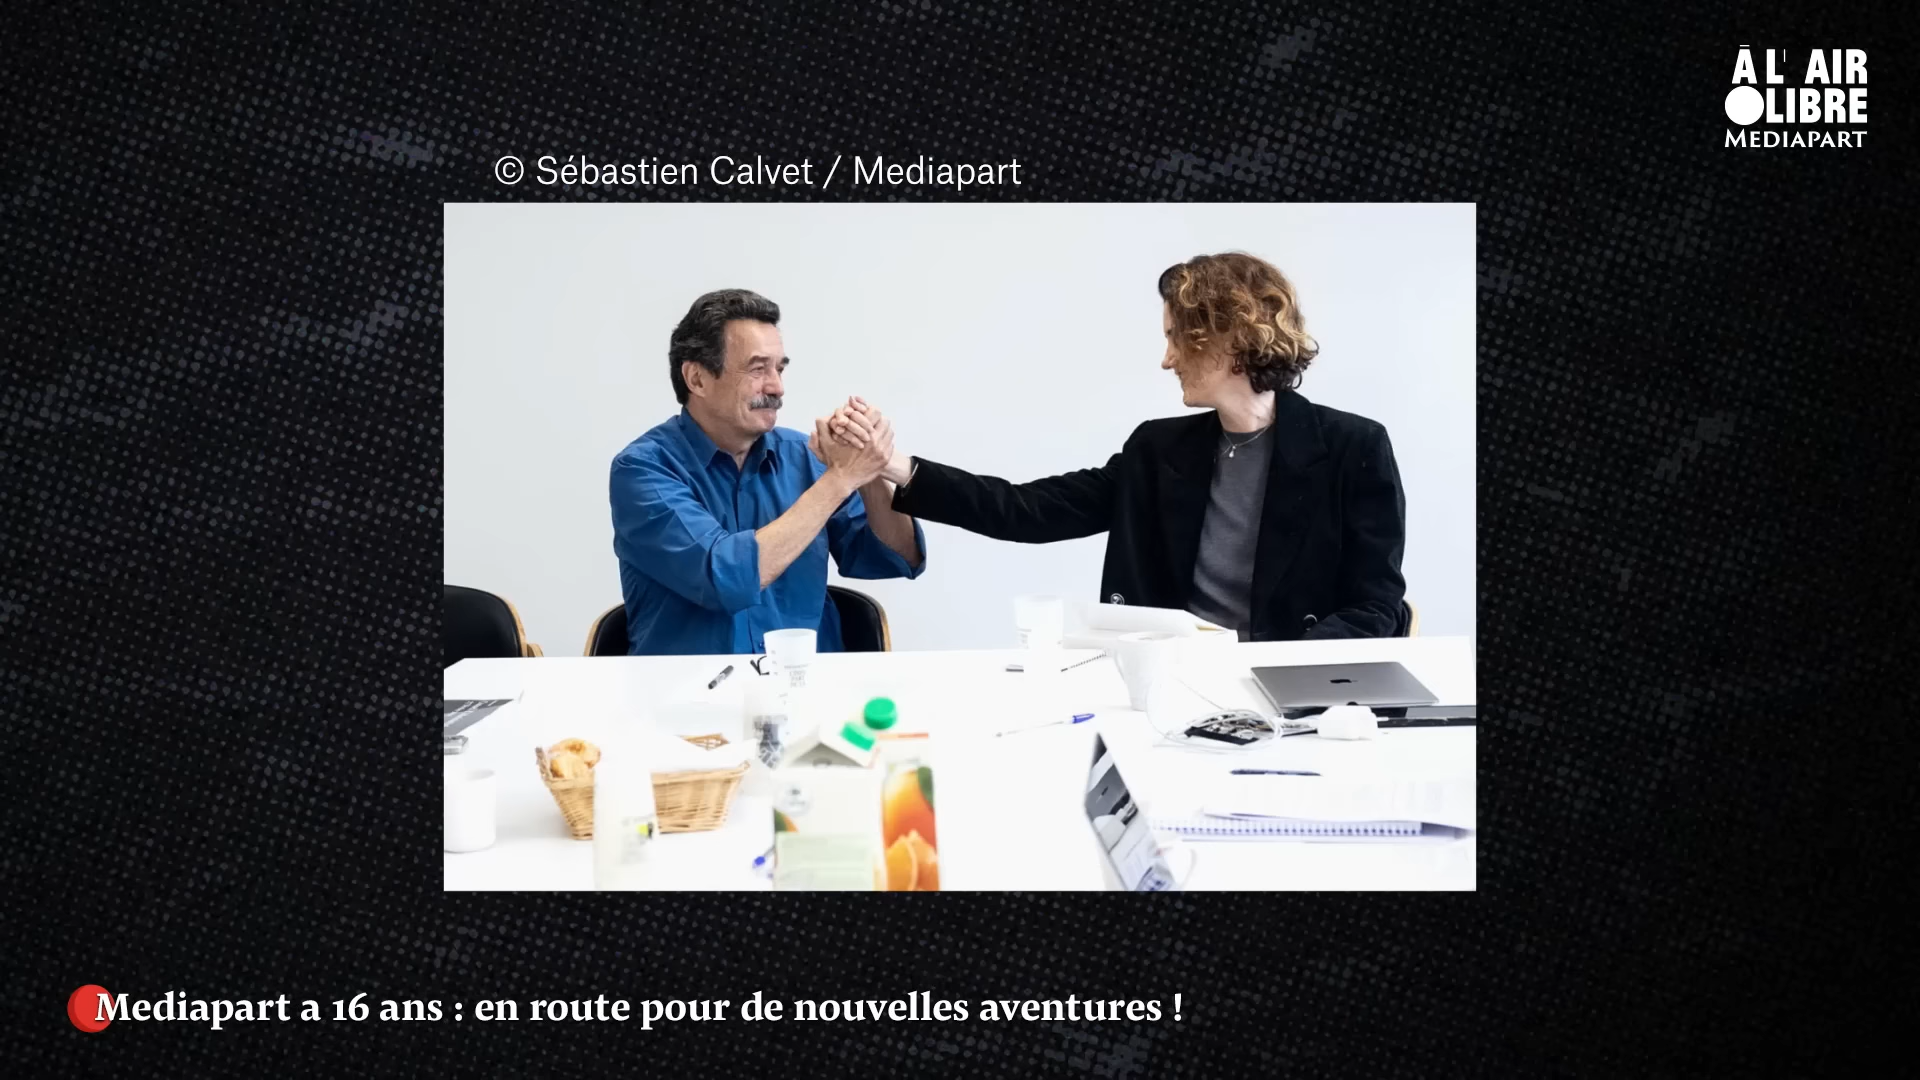 À L' AIR
LIBRE
MEDIAPART
© Sébastien Calvet / Mediapart
Mediapart a 16 ans : en route pour de nouvelles aventures !